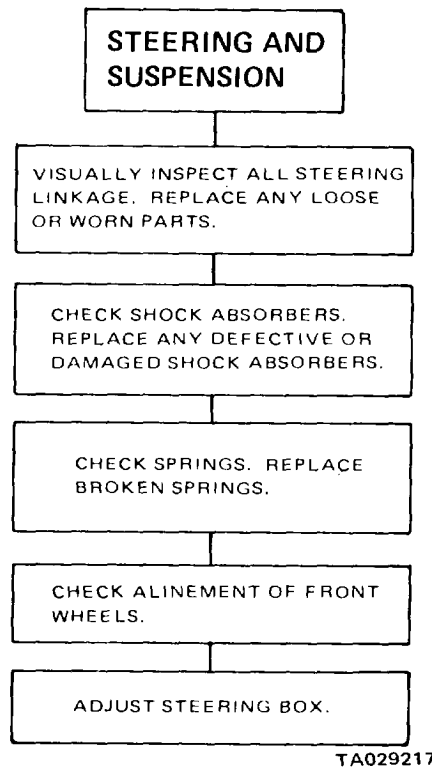 STEERING AND
SUSPENSION
VISUALLY INSPECT ALL STEERING
LINKAGE. REPLACE ANY LOOSE
OR WORN PARTS.
CHECK SHOCK ABSORBERS.
REPLACE ANY DEFECTIVE OR
DAMAGED SHOCK ABSORBERS.
CHECK SPRINGS. REPLACE
BROKEN SPRINGS.
CHECK ALINEMENT OF FRONT
WHEELS.
ADJUST STEERING BOX.
TA029217